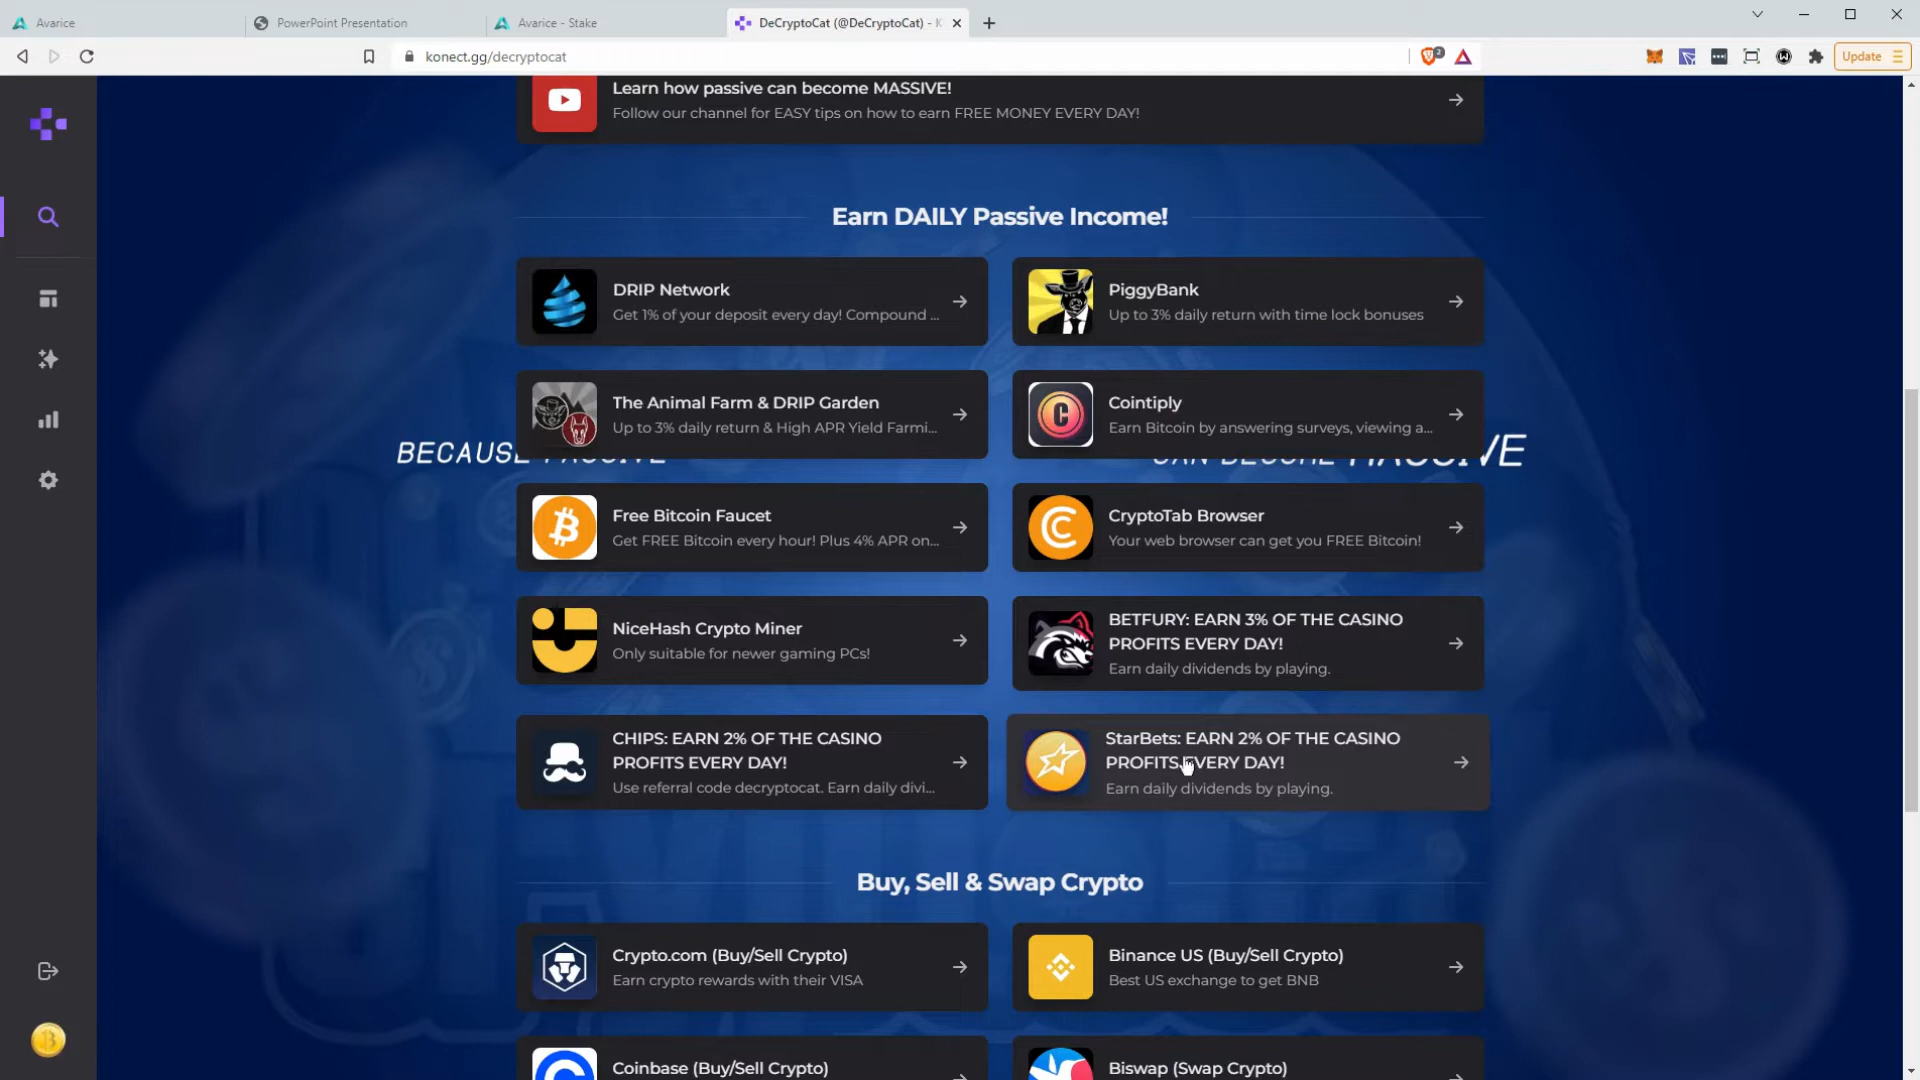 Avarice
PowerPoint Presentation
Avarice - Stake
DeCryptoCat (@DeCryptoCat) - K
konect.gg/decryptocat
2
Update
Learn how passive can become MASSIVE!
Follow our channel for EASY tips on how to earn FREE MONEY EVERY DAY!
Earn DAILY Passive Income!
DRIP Network
Get 1% of your deposit every day! Compound ...
PiggyBank
Up to 3% daily return with time lock bonuses
The Animal Farm & DRIP Garden
Up to 3% daily return & High APR Yield Farmi...
Cointiply
Earn Bitcoin by answering surveys, viewing a...
BECAUSE PASSIVE
CAN BECOME MASSIVE
Free Bitcoin Faucet
Get FREE Bitcoin every hour! Plus 4% APR on...
CryptoTab Browser
Your web browser can get you FREE Bitcoin!
NiceHash Crypto Miner
Only suitable for newer gaming PCs!
BETFURY: EARN 3% OF THE CASINO
PROFITS EVERY DAY!
Earn daily dividends by playing.
CHIPS: EARN 2% OF THE CASINO
PROFITS EVERY DAY!
Use referral code decryptocat. Earn daily divi...
StarBets: EARN 2% OF THE CASINO
PROFITS EVERY DAY!
Earn daily dividends by playing.
Buy, Sell & Swap Crypto
Crypto.com (Buy/Sell Crypto)
Earn crypto rewards with their VISA
Binance US (Buy/Sell Crypto)
Best US exchange to get BNB
Coinbase (Buy/Sell Crypto)
Biswap (Swap Crypto)